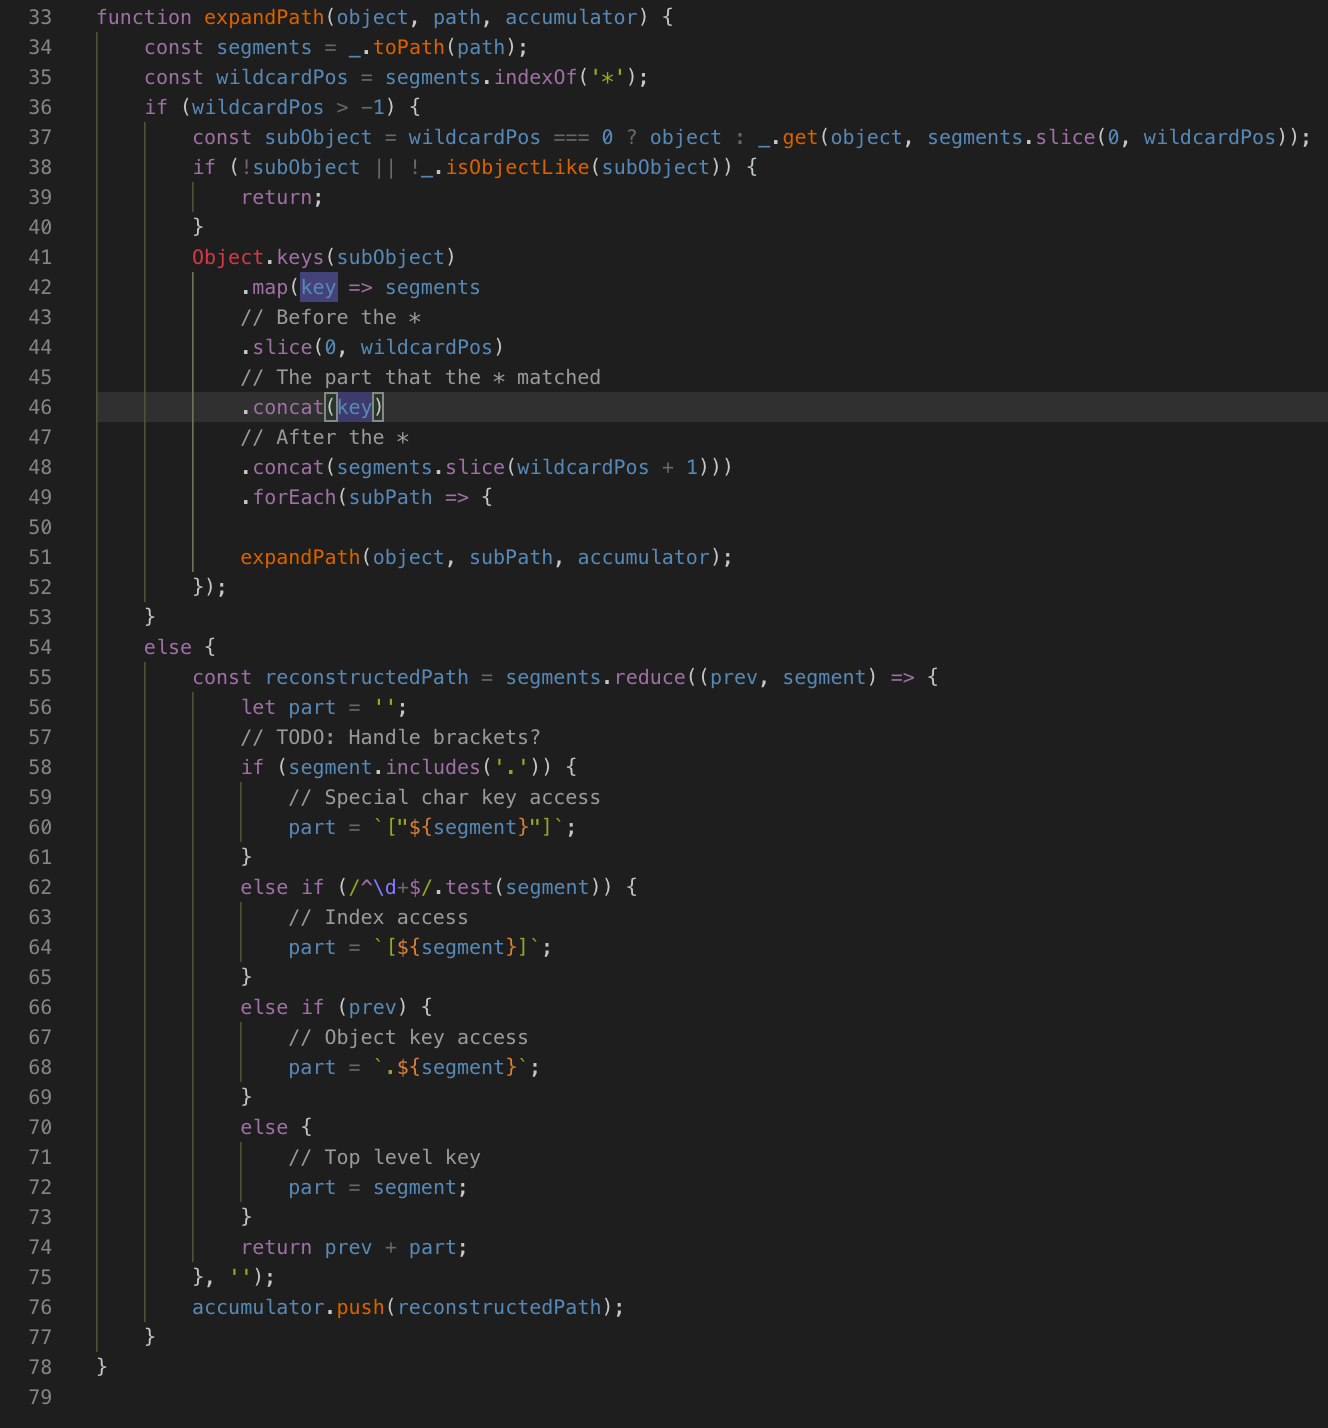 33 function expandPath(object, path, accumulator) {
34     const segments = _.toPath(path);
35     const wildcardPos = segments.indexOf('*');
36     if (wildcardPos > -1) {
37         const subObject = wildcardPos === 0 ? object : _.get(object, segments.slice(0, wildcardPos));
38         if (!subObject || !_.isObjectLike(subObject)) {
39             return;
40         }
41         Object.keys(subObject)
42             .map(key => segments
43             // Before the *
44             .slice(0, wildcardPos)
45             // The part that the * matched
46             .concat(key)
47             // After the *
48             .concat(segments.slice(wildcardPos + 1)))
49             .forEach(subPath => {
50
51             expandPath(object, subPath, accumulator);
52         });
53     }
54     else {
55         const reconstructedPath = segments.reduce((prev, segment) => {
56             let part = '';
57             // TODO: Handle brackets?
58             if (segment.includes('.')) {
59                 // Special char key access
60                 part = `["${segment}"]`;
61             }
62             else if (/^\d+$/.test(segment)) {
63                 // Index access
64                 part = `[${segment}]`;
65             }
66             else if (prev) {
67                 // Object key access
68                 part = `.${segment}`;
69             }
70             else {
71                 // Top level key
72                 part = segment;
73             }
74             return prev + part;
75         }, '');
76         accumulator.push(reconstructedPath);
77     }
78 }
79